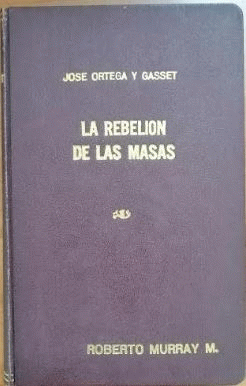 JOSE ORTEGA Y GASSET
LA REBELION
DE LAS MASAS
ROBERTO MURRAY M.